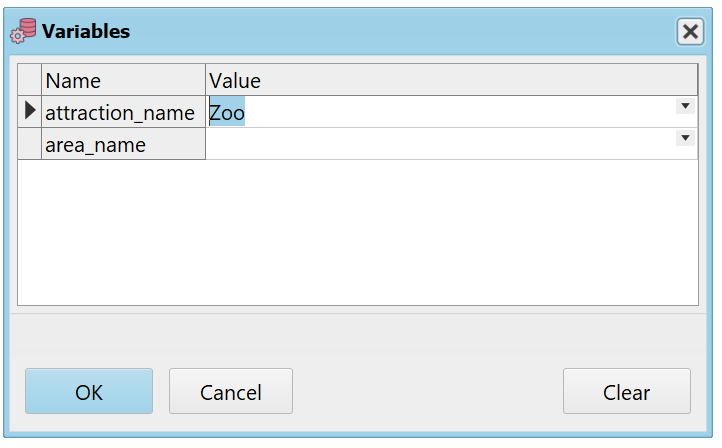 Variables
Name Value
attraction_name Zoo
area_name
OK Cancel Clear